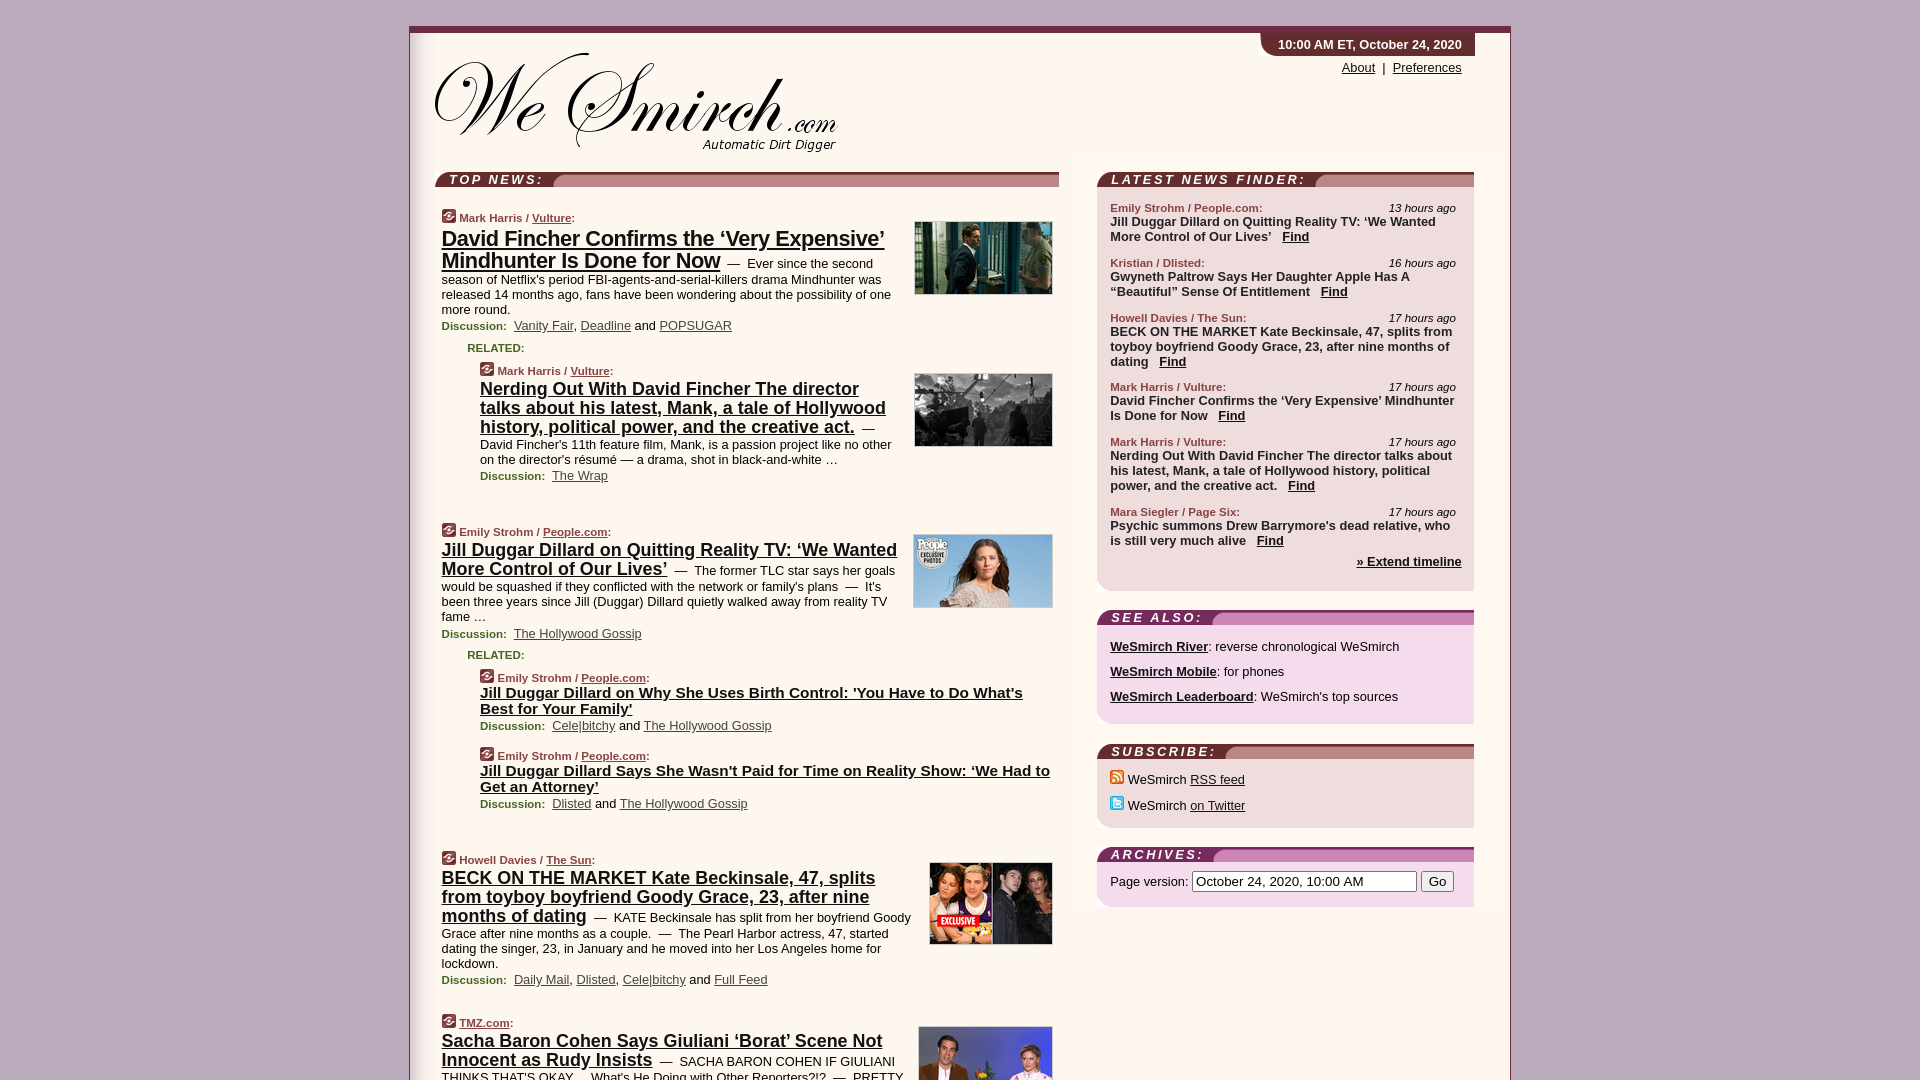 10:00 AM ET, October 24, 2020
About | Preferences
We Smirch .com
Automatic Dirt Digger
TOP NEWS:
Mark Harris / Vulture:
David Fincher Confirms the ‘Very Expensive’
Mindhunter Is Done for Now — Ever since the second
season of Netflix's period FBI-agents-and-serial-killers drama Mindhunter was
released 14 months ago, fans have been wondering about the possibility of one
more round.
Discussion: Vanity Fair, Deadline and POPSUGAR
RELATED:
Mark Harris / Vulture:
Nerding Out With David Fincher The director
talks about his latest, Mank, a tale of Hollywood
history, political power, and the creative act. —
David Fincher's 11th feature film, Mank, is a passion project like no other
on the director's résumé — a drama, shot in black-and-white …
Discussion: The Wrap
Emily Strohm / People.com:
Jill Duggar Dillard on Quitting Reality TV: ‘We Wanted
More Control of Our Lives’ — The former TLC star says her goals
would be squashed if they conflicted with the network or family's plans — It's
been three years since Jill (Duggar) Dillard quietly walked away from reality TV
fame …
Discussion: The Hollywood Gossip
People
EXCLUSIVE
PHOTOS
RELATED:
Emily Strohm / People.com:
Jill Duggar Dillard on Why She Uses Birth Control: 'You Have to Do What's
Best for Your Family'
Discussion: Cele|bitchy and The Hollywood Gossip
Emily Strohm / People.com:
Jill Duggar Dillard Says She Wasn't Paid for Time on Reality Show: ‘We Had to
Get an Attorney’
Discussion: Dlisted and The Hollywood Gossip
Howell Davies / The Sun:
BECK ON THE MARKET Kate Beckinsale, 47, splits
from toyboy boyfriend Goody Grace, 23, after nine
months of dating — KATE Beckinsale has split from her boyfriend Goody
Grace after nine months as a couple. — The Pearl Harbor actress, 47, started
dating the singer, 23, in January and he moved into her Los Angeles home for
lockdown.
Discussion: Daily Mail, Dlisted, Cele|bitchy and Full Feed
EXCLUSIVE
TMZ.com:
Sacha Baron Cohen Says Giuliani ‘Borat’ Scene Not
Innocent as Rudy Insists — SACHA BARON COHEN IF GIULIANI
THINKS THAT'S OKAY … What's He Doing with Other Reporters?!? — PRETTY
LATEST NEWS FINDER:
Emily Strohm / People.com: 13 hours ago
Jill Duggar Dillard on Quitting Reality TV: ‘We Wanted
More Control of Our Lives’ Find
Kristian / Dlisted: 16 hours ago
Gwyneth Paltrow Says Her Daughter Apple Has A
“Beautiful” Sense Of Entitlement Find
Howell Davies / The Sun: 17 hours ago
BECK ON THE MARKET Kate Beckinsale, 47, splits from
toyboy boyfriend Goody Grace, 23, after nine months of
dating Find
Mark Harris / Vulture: 17 hours ago
David Fincher Confirms the ‘Very Expensive’ Mindhunter
Is Done for Now Find
Mark Harris / Vulture: 17 hours ago
Nerding Out With David Fincher The director talks about
his latest, Mank, a tale of Hollywood history, political
power, and the creative act. Find
Mara Siegler / Page Six: 17 hours ago
Psychic summons Drew Barrymore's dead relative, who
is still very much alive Find
» Extend timeline
SEE ALSO:
WeSmirch River: reverse chronological WeSmirch
WeSmirch Mobile: for phones
WeSmirch Leaderboard: WeSmirch's top sources
SUBSCRIBE:
WeSmirch RSS feed
WeSmirch on Twitter
ARCHIVES:
Page version: October 24, 2020, 10:00 AM Go